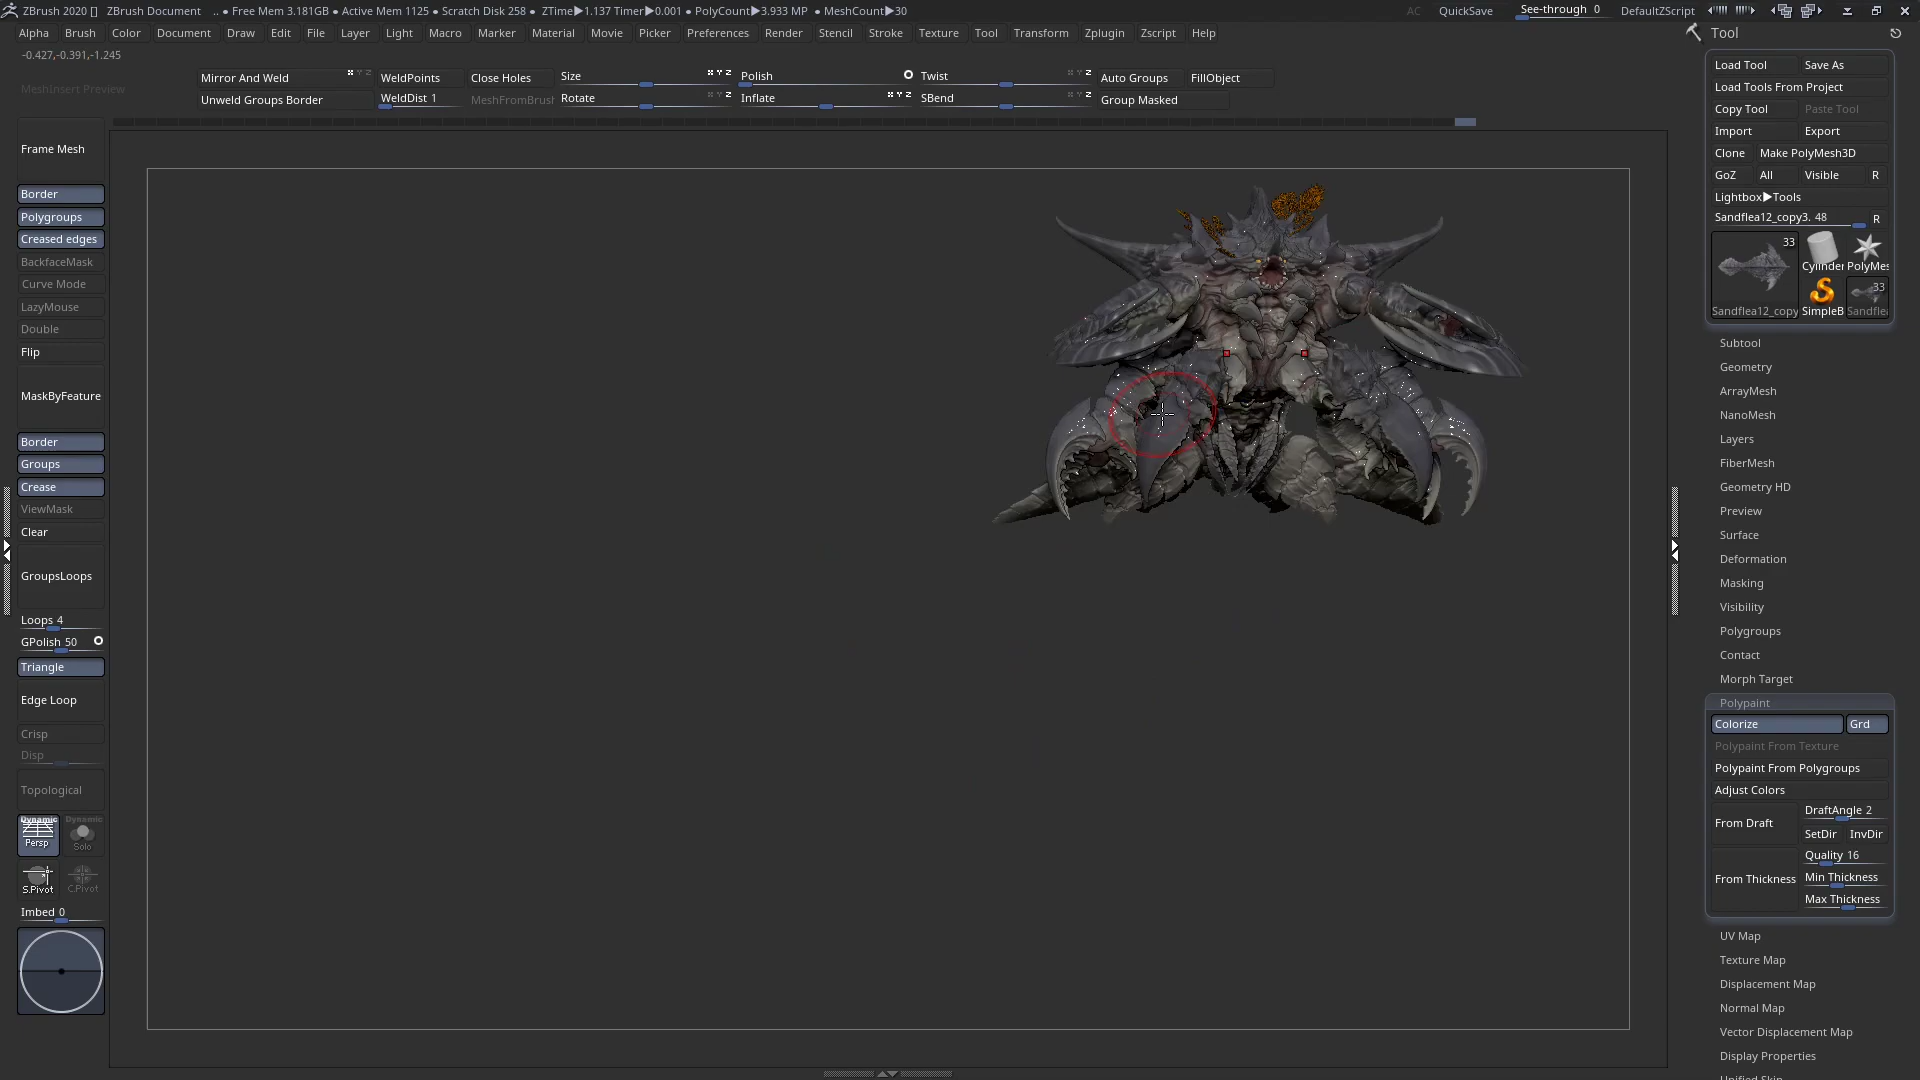 ZBrush 2020 [] ZBrush Document .. ● Free Mem 3.181GB ● Active Mem 1125 ● Scratch Disk 258 ● ZTime▶1.137 Timer▶0.001 ● PolyCount▶3.933 MP ● MeshCount▶30 AC QuickSave See-through 0 DefaultZScript
Alpha Brush Color Document Draw Edit File Layer Light Macro Marker Material Movie Picker Preferences Render Stencil Stroke Texture Tool Transform Zplugin Zscript Help
-0.427,-0.391,-1.245
MeshInsert Preview
Mirror And Weld WeldPoints Close Holes Size Polish Twist Auto Groups FillObject
Unweld Groups Border WeldDist 1 MeshFromBrush Rotate Inflate SBend Group Masked
Frame Mesh
Border
Polygroups
Creased edges
BackfaceMask
Curve Mode
LazyMouse
Double
Flip
MaskByFeature
Border
Groups
Crease
ViewMask
Clear
GroupsLoops
Loops 4
GPolish 50
Triangle
Edge Loop
Crisp
Disp
Topological
Dynamic Dynamic
Persp Solo
S.Pivot C.Pivot
Imbed 0
Tool
Load Tool Save As
Load Tools From Project
Copy Tool Paste Tool
Import Export
Clone Make PolyMesh3D
GoZ All Visible R
Lightbox▶Tools
Sandflea12_copy3. 48 R
33
Cylinder PolyMes
33
Sandflea12_copy SimpleB Sandflea
Subtool
Geometry
ArrayMesh
NanoMesh
Layers
FiberMesh
Geometry HD
Preview
Surface
Deformation
Masking
Visibility
Polygroups
Contact
Morph Target
Polypaint
Colorize Grd
Polypaint From Texture
Polypaint From Polygroups
Adjust Colors
From Draft DraftAngle 2
SetDir InvDir
Quality 16
From Thickness Min Thickness
Max Thickness
UV Map
Texture Map
Displacement Map
Normal Map
Vector Displacement Map
Display Properties
Unified Skin